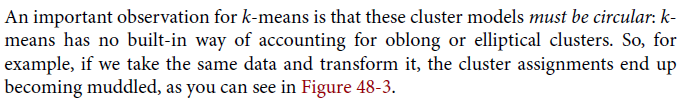 An important observation for k-means is that these cluster models must be circular: k-
means has no built-in way of accounting for oblong or elliptical clusters. So, for
example, if we take the same data and transform it, the cluster assignments end up
becoming muddled, as you can see in Figure 48-3.